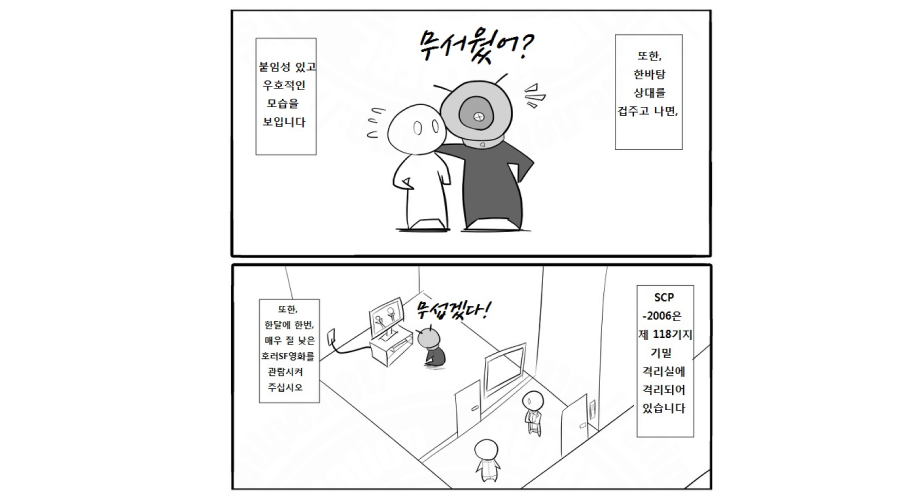 또한,
한바탕
상대를
겁주고 나면,
무서웠어?
붙임성 있고
우호적인
모습을
보입니다
SCP
-2006은
제 118기지
기밀
격리실에
격리되어
있습니다
무섭겠다!
또한,
한달에 한번,
매우 질 낮은
호러SF영화를
관람시켜
주십시오